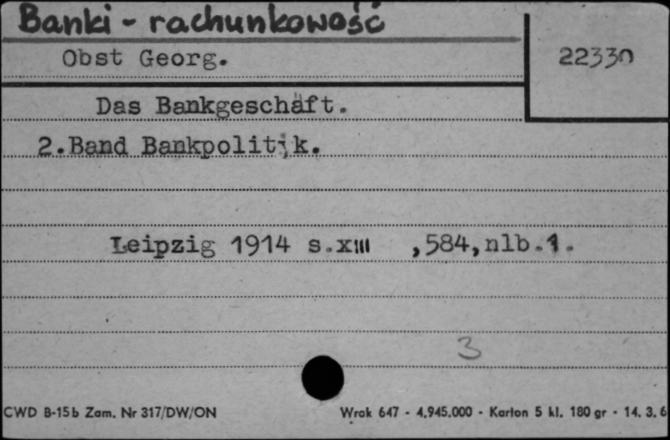 Banki - rachunkowość
Obst Georg.
22330
Das Bankgeschäft.
2.Band Bankpolitik.
Leipzig 1914 s.XIII ,584,nlb.1.
3
CWD B-15b Zam. Nr 317/DW/ON
Wrak 647 - 4.945.000 - Karton 5 kl. 180 gr - 14. 3. 6